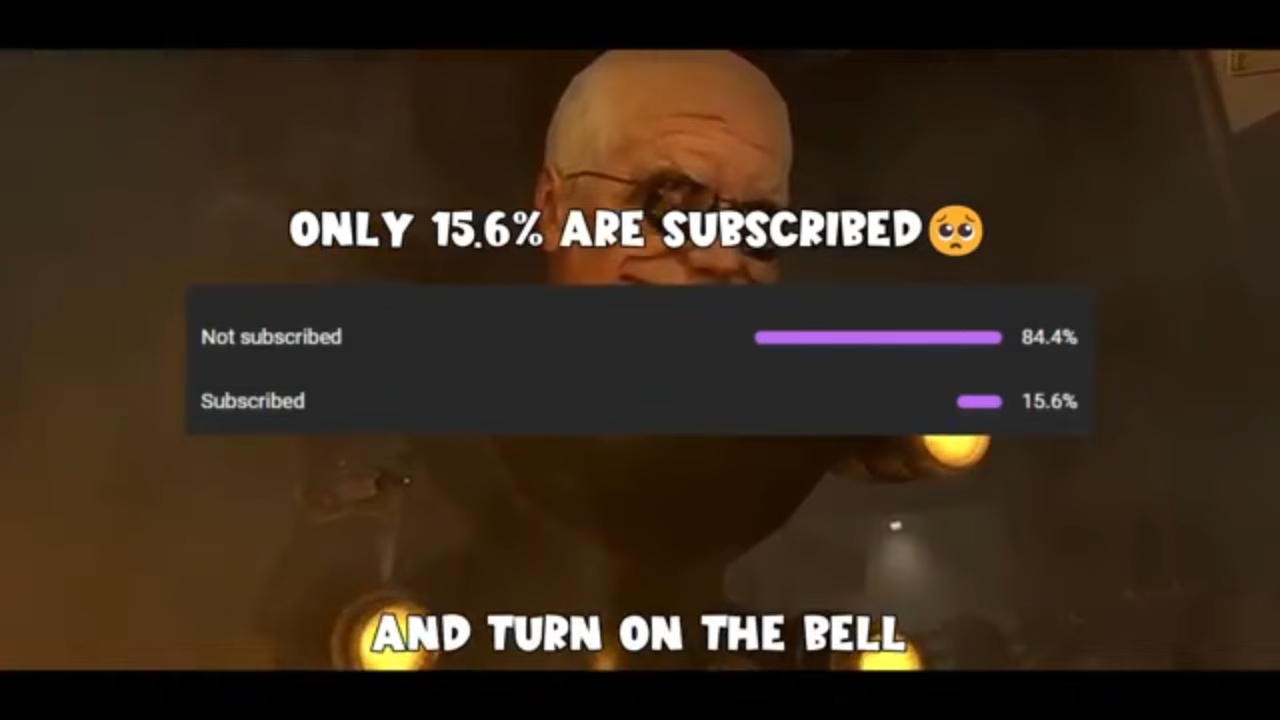 ONLY 15.6% ARE SUBSCRIBED🥺
Not subscribed 84.4%
Subscribed 15.6%
AND TURN ON THE BELL